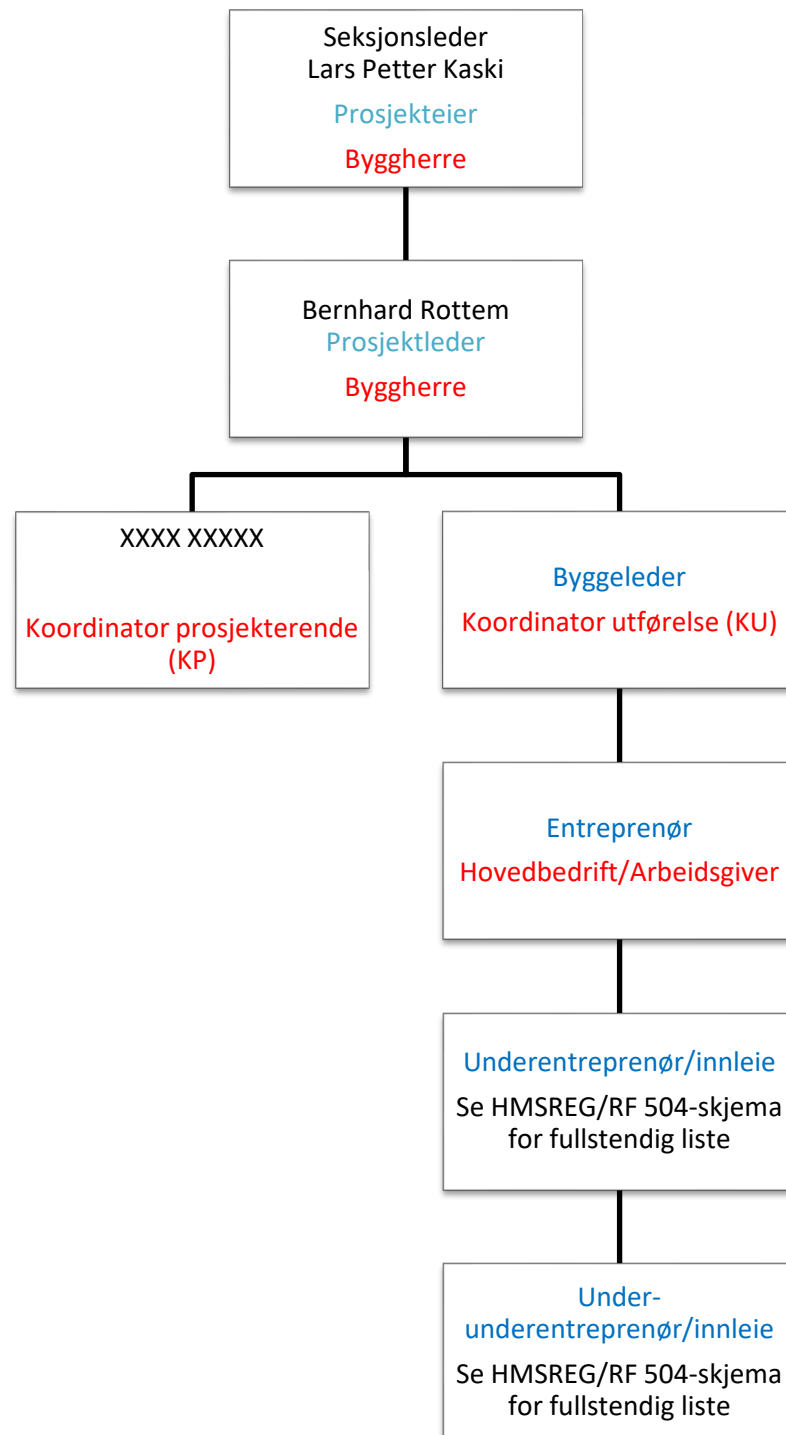 Seksjonsleder
Lars Petter Kaski
Prosjekteier
Byggherre
Bernhard Rottem
Prosjektleder
Byggherre
XXXX XXXXX
Koordinator prosjekterende
(KP)
Byggeleder
Koordinator utførelse (KU)
Entreprenør
Hovedbedrift/Arbeidsgiver
Underentreprenør/innleie
Se HMSREG/RF 504-skjema
for fullstendig liste
Under-
underentreprenør/innleie
Se HMSREG/RF 504-skjema
for fullstendig liste